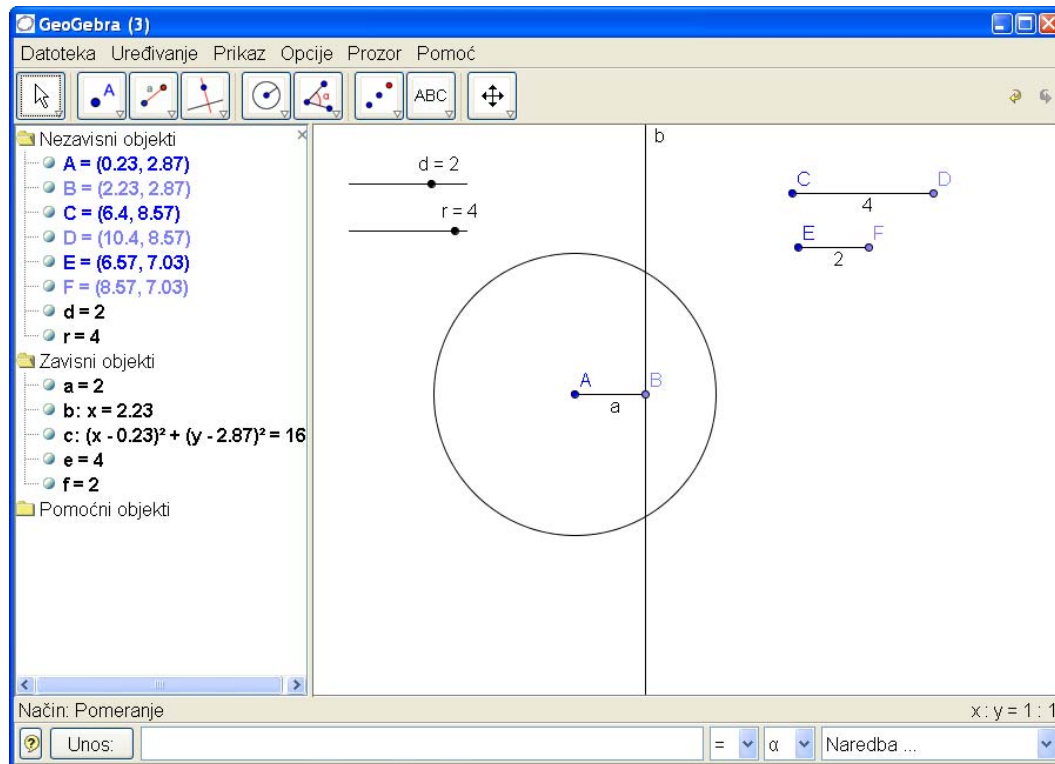 GeoGebra (3)
Datoteka Uređivanje Prikaz Opcije Prozor Pomoć
A a α ABC
Nezavisni objekti
A = (0.23, 2.87)
B = (2.23, 2.87)
C = (6.4, 8.57)
D = (10.4, 8.57)
E = (6.57, 7.03)
F = (8.57, 7.03)
d = 2
r = 4
Zavisni objekti
a = 2
b: x = 2.23
c: (x - 0.23)² + (y - 2.87)² = 16
e = 4
f = 2
Pomoćni objekti
d = 2
r = 4
b
C D
4
E F
2
A B
a
Način: Pomeranje x : y = 1 : 1
? Unos: = α Naredba ...